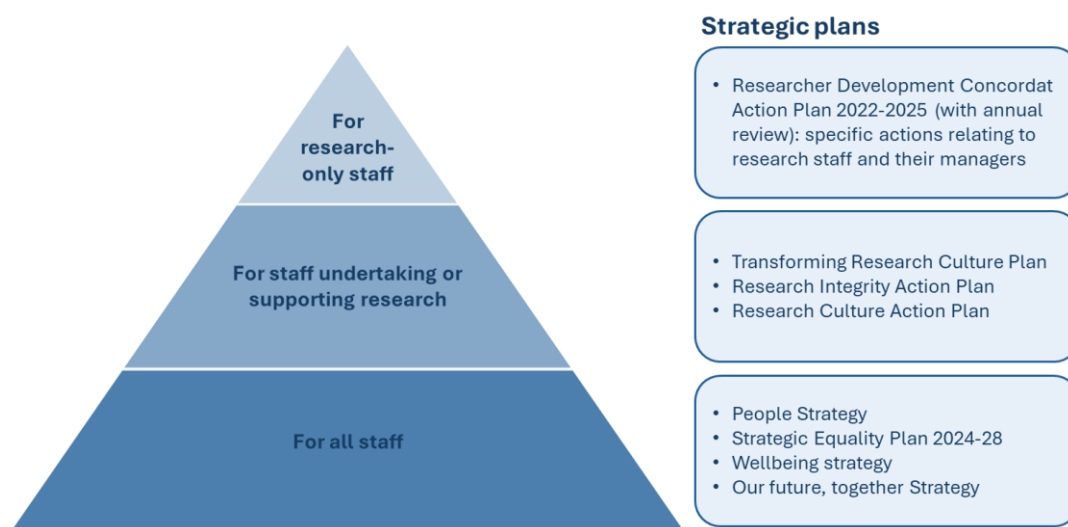 Strategic plans
For
research-
only staff
• Researcher Development Concordat
Action Plan 2022-2025 (with annual
review): specific actions relating to
research staff and their managers
For staff undertaking or
supporting research
• Transforming Research Culture Plan
• Research Integrity Action Plan
• Research Culture Action Plan
For all staff
• People Strategy
• Strategic Equality Plan 2024-28
• Wellbeing strategy
• Our future, together Strategy